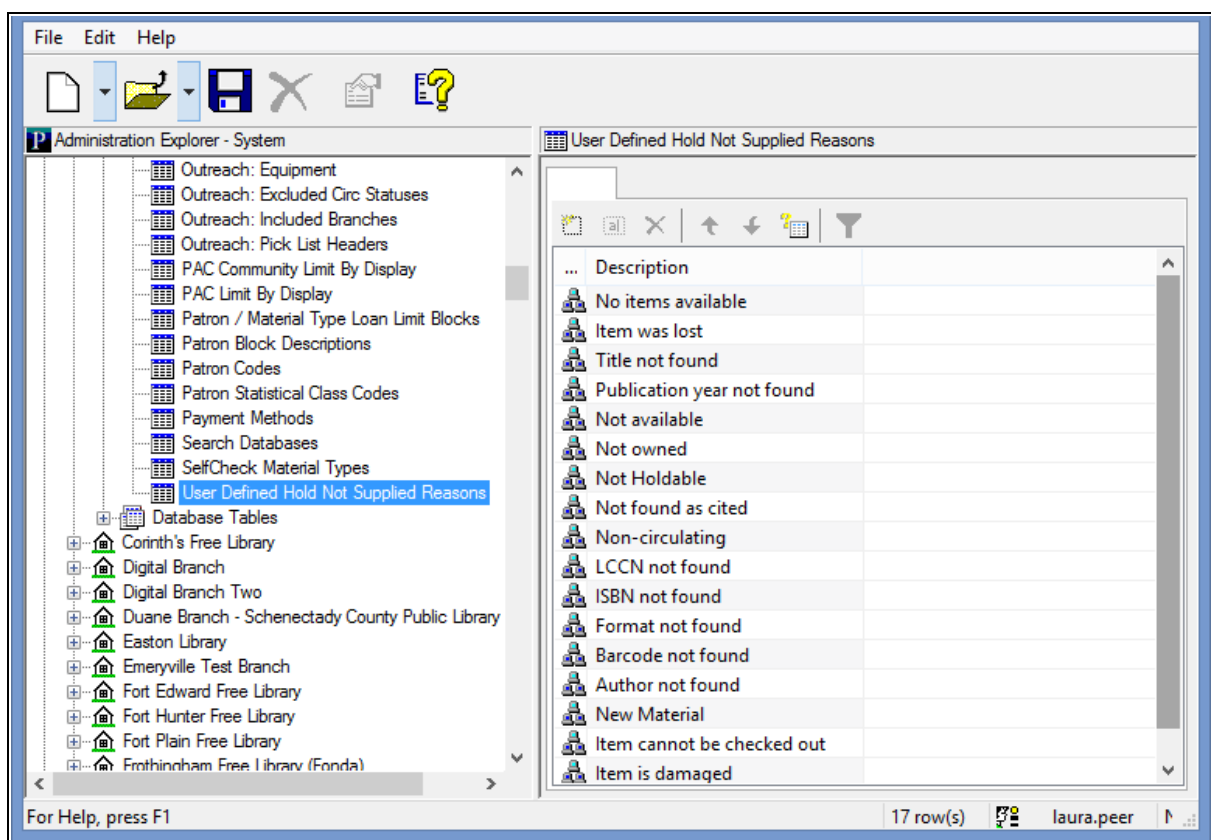 File Edit Help
Administration Explorer - System
Outreach: Equipment
Outreach: Excluded Circ Statuses
Outreach: Included Branches
Outreach: Pick List Headers
PAC Community Limit By Display
PAC Limit By Display
Patron / Material Type Loan Limit Blocks
Patron Block Descriptions
Patron Codes
Patron Statistical Class Codes
Payment Methods
Search Databases
SelfCheck Material Types
User Defined Hold Not Supplied Reasons
Database Tables
Corinth's Free Library
Digital Branch
Digital Branch Two
Duane Branch - Schenectady County Public Library
Easton Library
Emeryville Test Branch
Fort Edward Free Library
Fort Hunter Free Library
Fort Plain Free Library
Frothingham Free Library (Fonda)
User Defined Hold Not Supplied Reasons
... Description
No items available
Item was lost
Title not found
Publication year not found
Not available
Not owned
Not Holdable
Not found as cited
Non-circulating
LCCN not found
ISBN not found
Format not found
Barcode not found
Author not found
New Material
Item cannot be checked out
Item is damaged
For Help, press F1 17 row(s) laura.peer